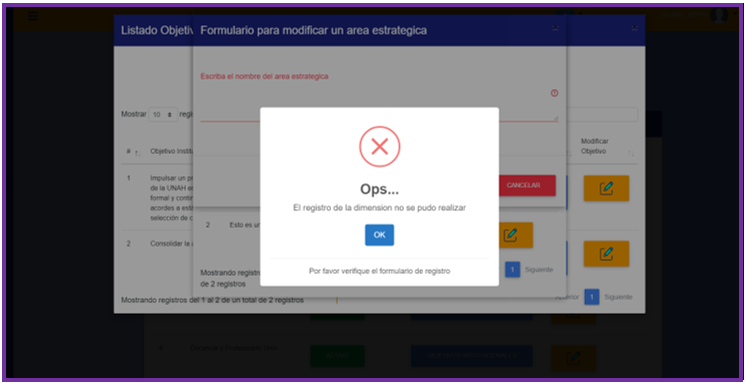 Listado Objetiv
Formulario para modificar un area estrategica
Escriba el nombre del area estrategica
Mostrar 10 regi
Modificar
Objetivo
# Objetivo Institu
1 Impulsar un pr
de la UNAH e
formal y contr
acordes a est
selección de c
CANCELAR
Ops...
El registro de la dimension no se pudo realizar
OK
Por favor verifique el formulario de registro
2 Esto es un
2 Consolidar la
Mostrando registr
de 2 registros
1 Siguiente
Mostrando registros del 1 al 2 de un total de 2 registros
Anterior 1 Siguiente